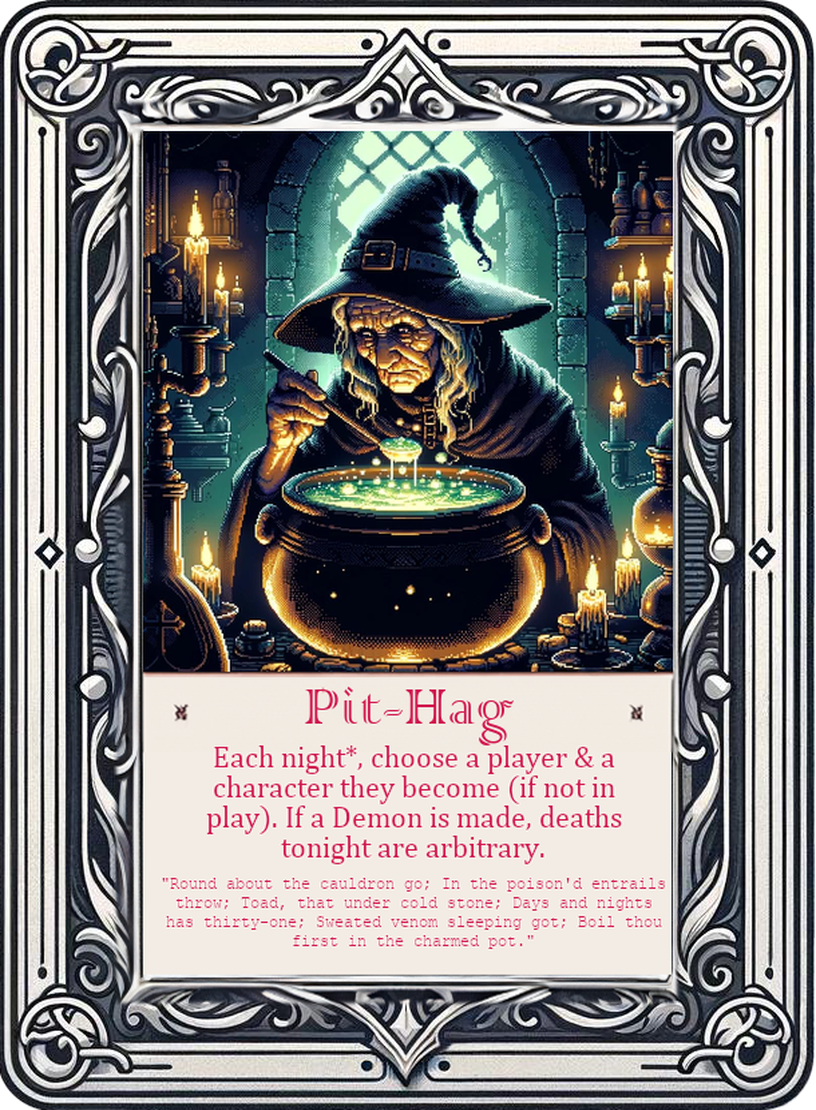 Pit-Hag
Each night*, choose a player & a
character they become (if not in
play). If a Demon is made, deaths
tonight are arbitrary.
"Round about the cauldron go; In the poison'd entrails
throw; Toad, that under cold stone; Days and nights
has thirty-one; Sweated venom sleeping got; Boil thou
first in the charmed pot."